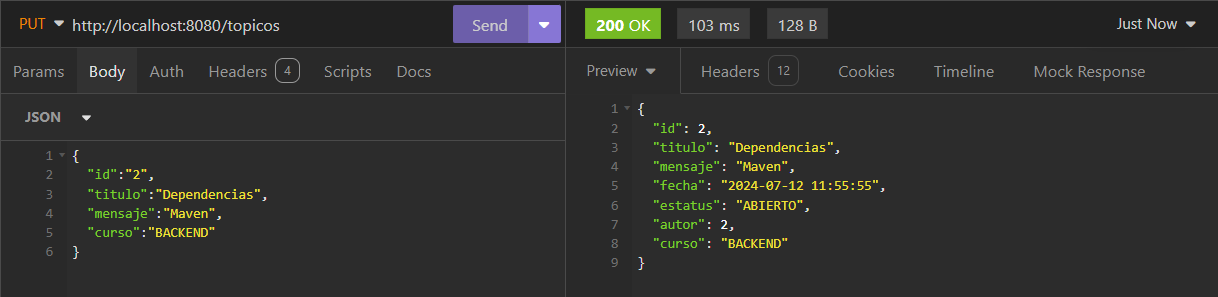 PUT http://localhost:8080/topicos Send
Params Body Auth Headers 4 Scripts Docs
JSON
1 {
2 "id":"2",
3 "titulo":"Dependencias",
4 "mensaje":"Maven",
5 "curso":"BACKEND"
6 }
200 OK 103 ms 128 B Just Now
Preview Headers 12 Cookies Timeline Mock Response
1 {
2 "id": 2,
3 "titulo": "Dependencias",
4 "mensaje": "Maven",
5 "fecha": "2024-07-12 11:55:55",
6 "estatus": "ABIERTO",
7 "autor": 2,
8 "curso": "BACKEND"
9 }